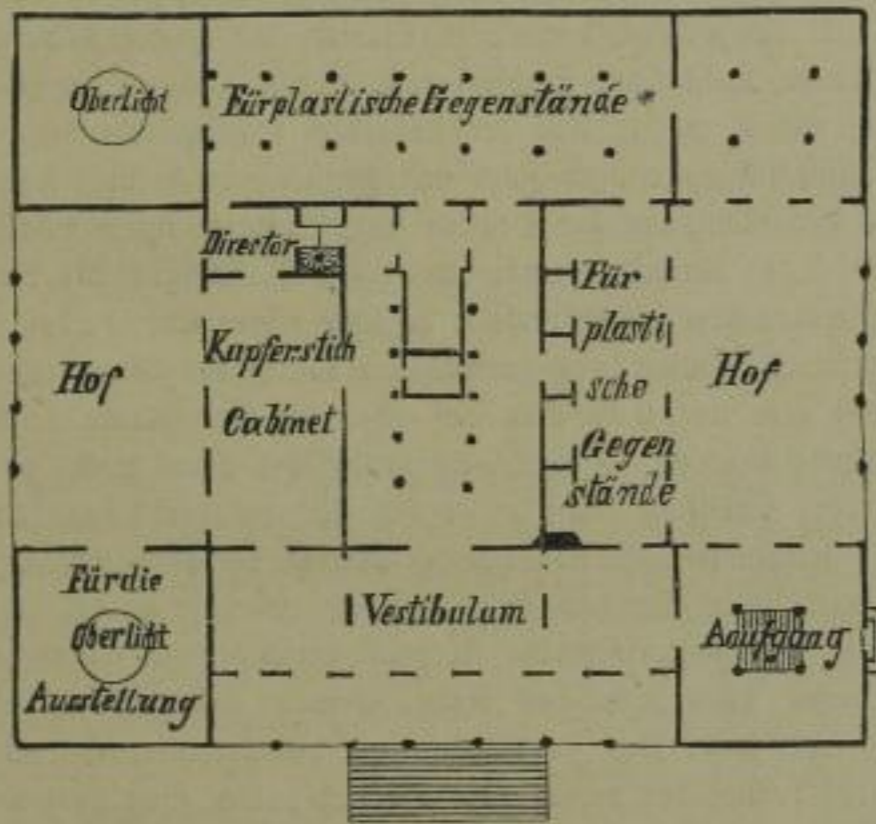 Oberlicht
Für plastische Gegenstände
Director
Für
plasti
sche
Gegen
stände
Kupferstich
Cabinet
Hof
Hof
Für die
Oberlicht
Ausstellung
Vestibulum
Aufgang